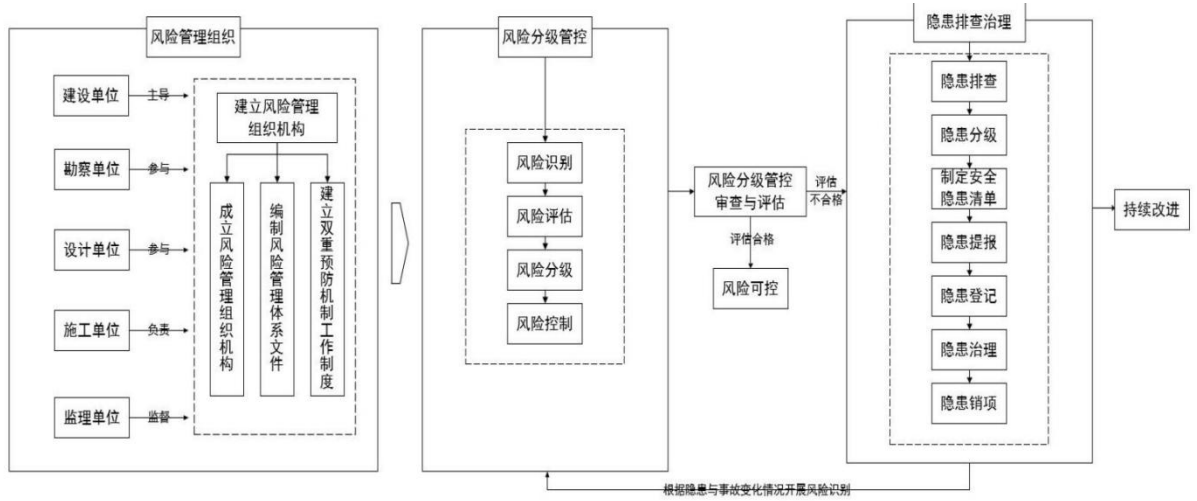 风险管理组织
建设单位
主导
勘察单位
参与
设计单位
参与
施工单位
负责
监理单位
监督
建立风险管理
组织机构
成立风险管理组织机构
编制风险管理体系文件
建立双重预防机制工作制度
风险分级管控
风险识别
风险评估
风险分级
风险控制
风险分级管控
审查与评估
评估
不合格
评估合格
风险可控
隐患排查治理
隐患排查
隐患分级
制定安全
隐患清单
隐患提报
隐患登记
隐患治理
隐患销项
持续改进
根据隐患与事故变化情况开展风险识别